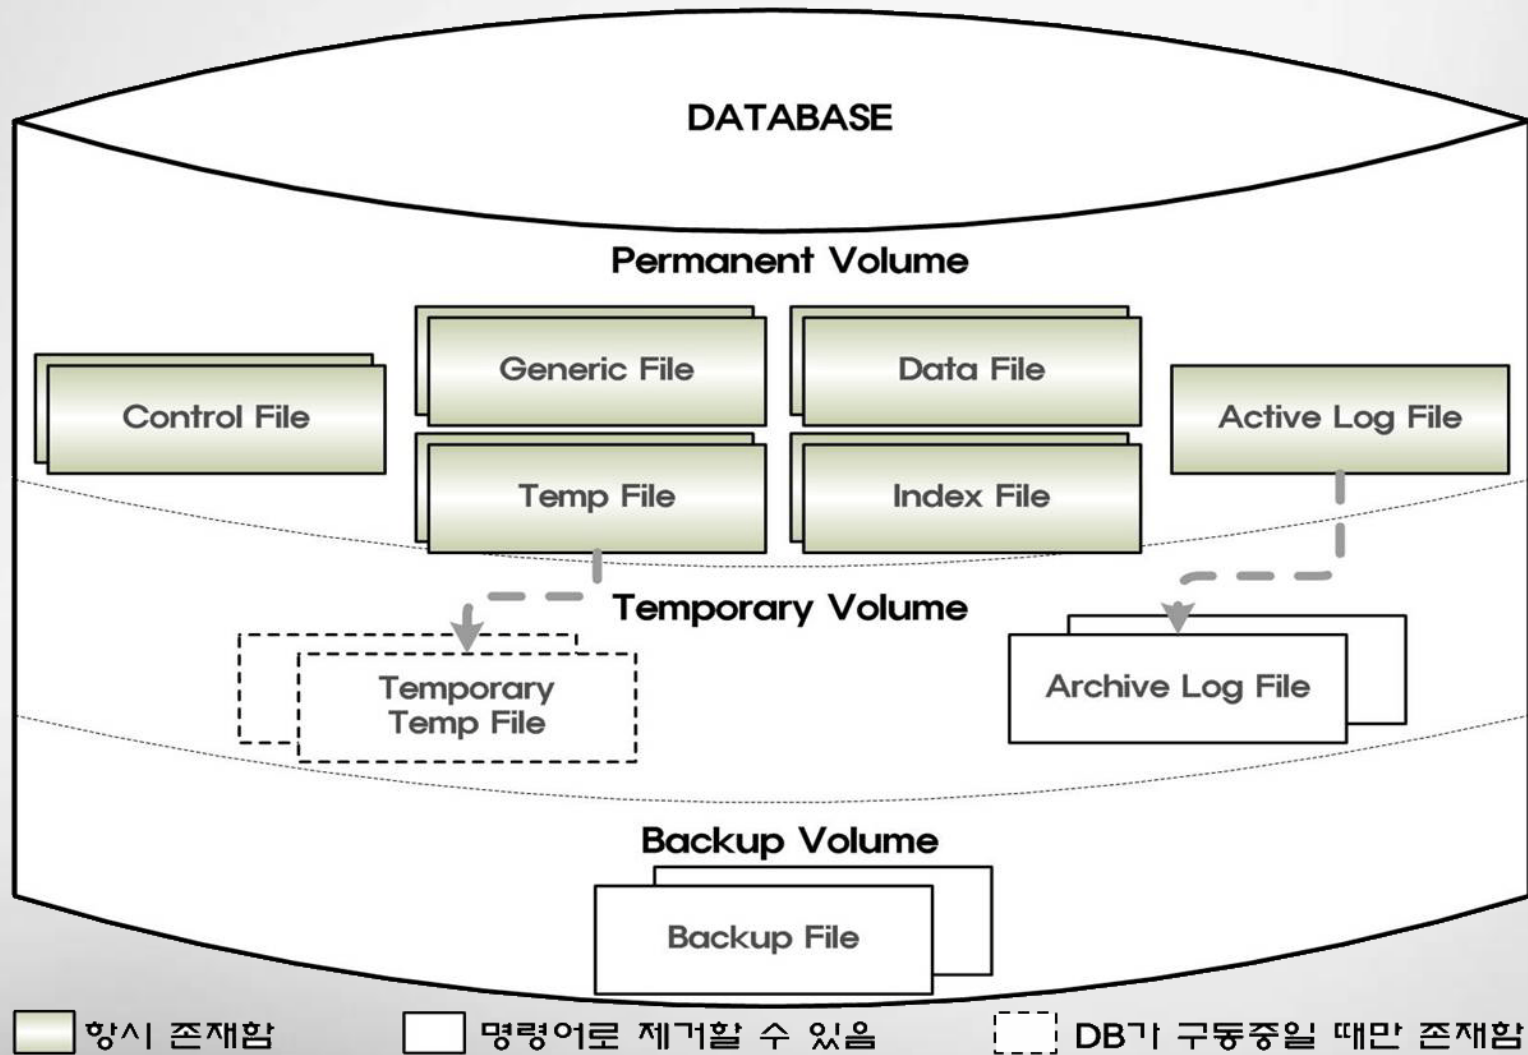 DATABASE
Permanent Volume
Control File
Generic File
Data File
Active Log File
Temp File
Index File
Temporary Volume
Temporary
Temp File
Archive Log File
Backup Volume
Backup File
항시 존재함
명령어로 제거할 수 있음
DB가 구동중일 때만 존재함